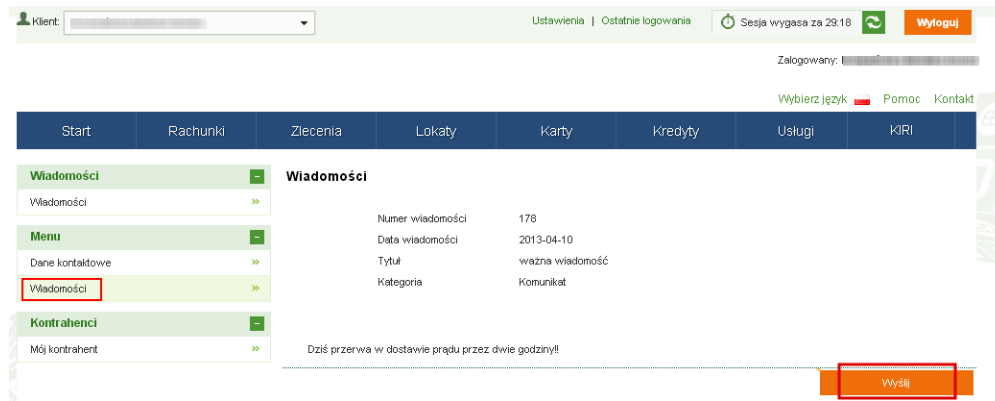 Klient:
Ustawienia | Ostatnie logowania
Sesja wygasa za 29:18
Wyloguj
Zalogowany:
Wybierz język Pomoc Kontakt
Start Rachunki Zlecenia Lokaty Karty Kredyty Usługi KIRI
Wiadomości
Wiadomości
Menu
Dane kontaktowe
Wiadomości
Kontrahenci
Mój kontrahent
Wiadomości
Numer wiadomości 178
Data wiadomości 2013-04-10
Tytuł ważna wiadomość
Kategoria Komunikat
Dziś przerwa w dostawie prądu przez dwie godziny!!
Wyślij